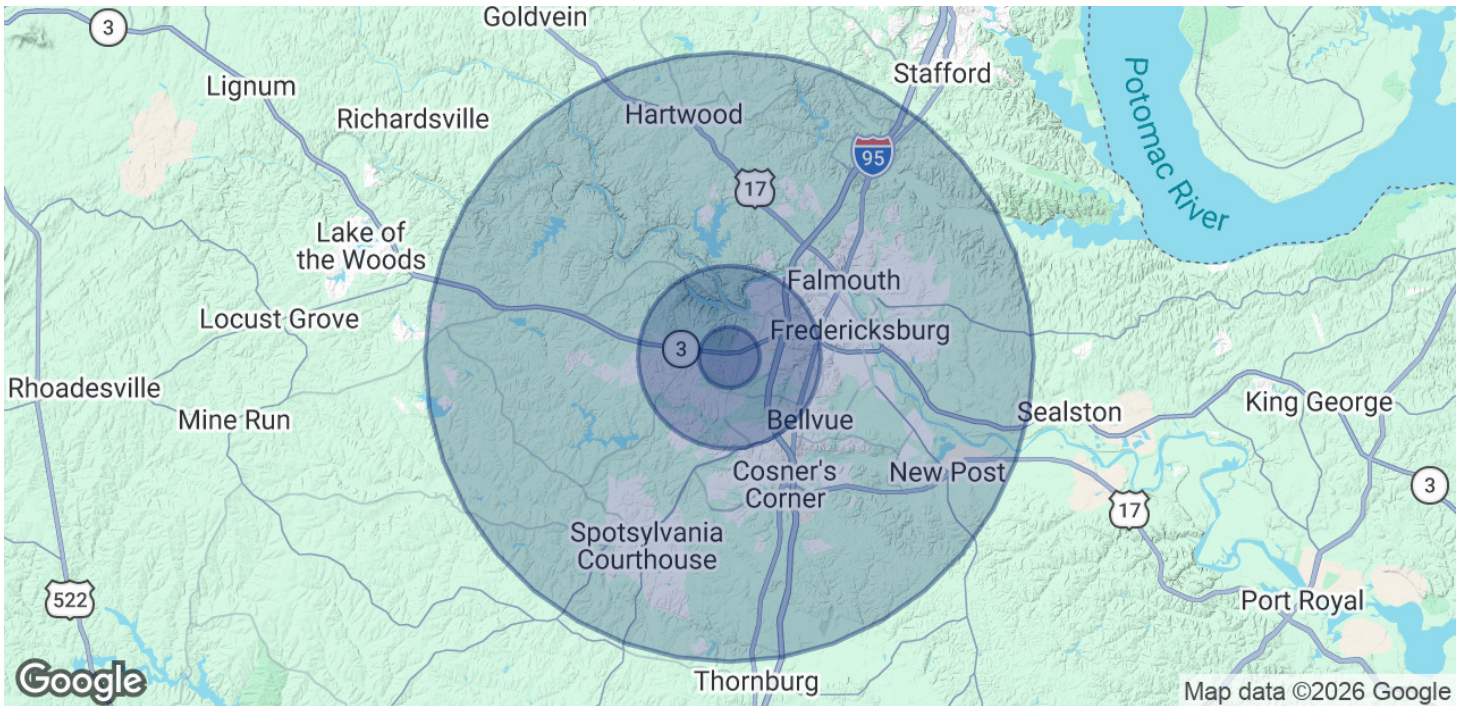 Goldvein
3
Lignum
Stafford
Richardsville
Hartwood
Potomac River
95
17
Lake of
the Woods
Falmouth
Locust Grove
Fredericksburg
3
Rhoadesville
Mine Run
Bellvue
Sealston
King George
Cosner's
Corner
New Post
3
17
Spotsylvania
Courthouse
522
Port Royal
Thornburg
Google
Map data ©2026 Google